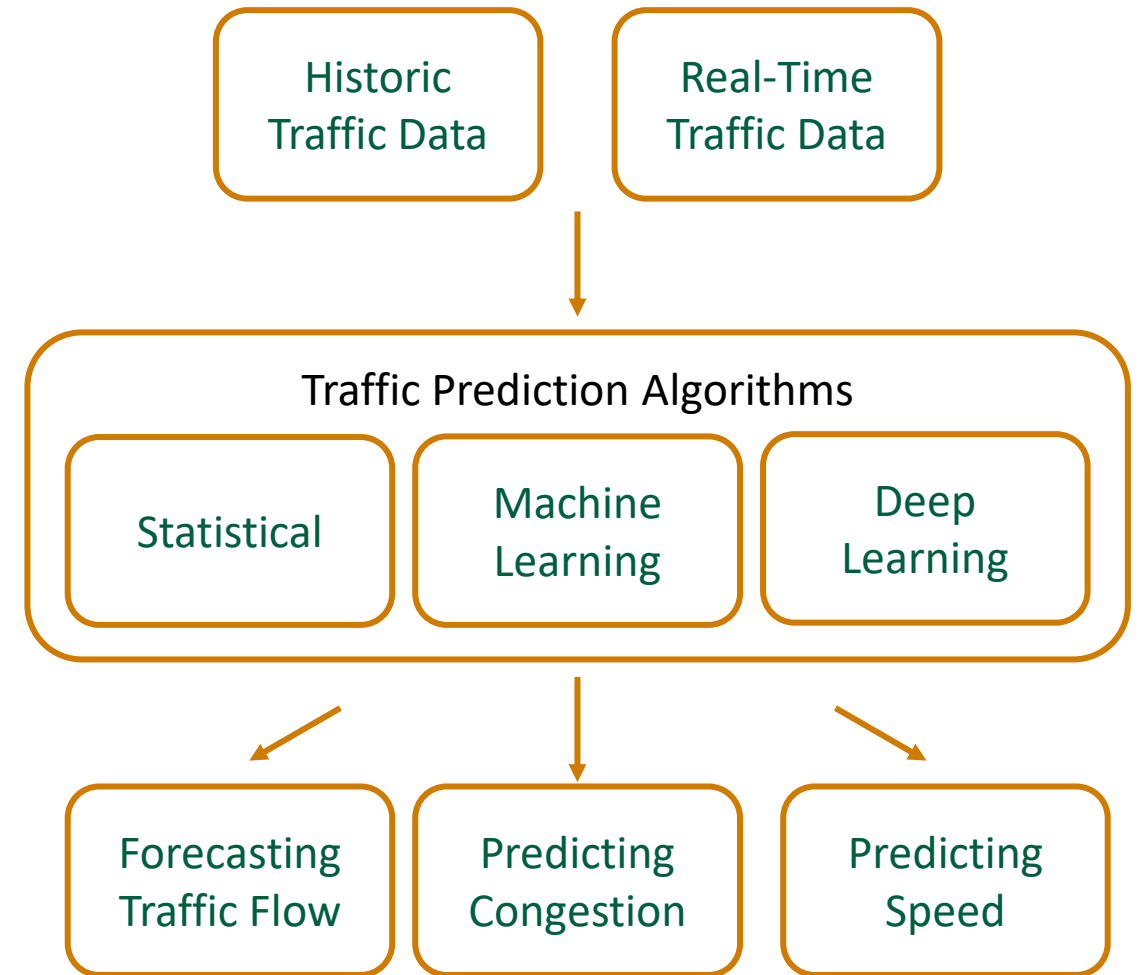 Historic
Traffic Data
Real-Time
Traffic Data
Traffic Prediction Algorithms
Statistical
Machine
Learning
Deep
Learning
Forecasting
Traffic Flow
Predicting
Congestion
Predicting
Speed